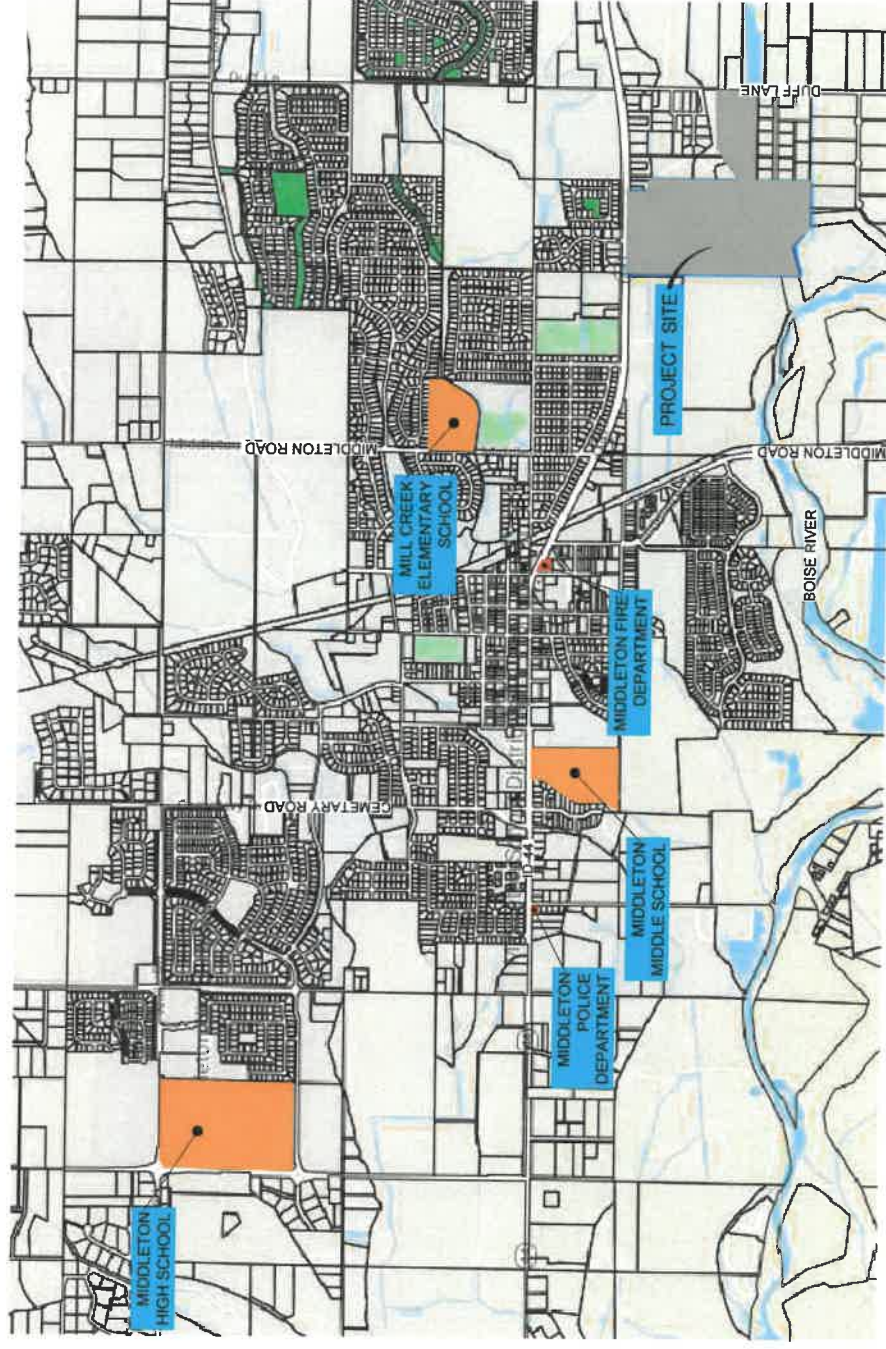 MIDDLETON
HIGH SCHOOL
CEMETARY ROAD
MIDDLETON ROAD
MILL CREEK
ELEMENTARY
SCHOOL
MIDDLETON
POLICE
DEPARTMENT
MIDDLETON
MIDDLE SCHOOL
MIDDLETON FIRE
DEPARTMENT
PROJECT SITE
DUFF LANE
MIDDLETON ROAD
BOISE RIVER